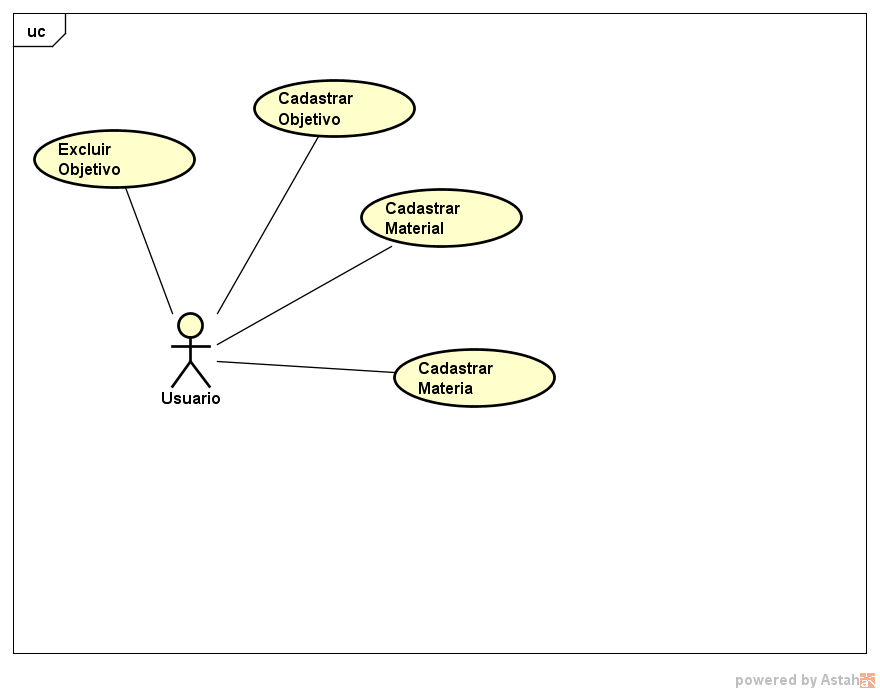 uc
Cadastrar
Objetivo
Excluir
Objetivo
Cadastrar
Material
Cadastrar
Materia
Usuario
powered by Astah